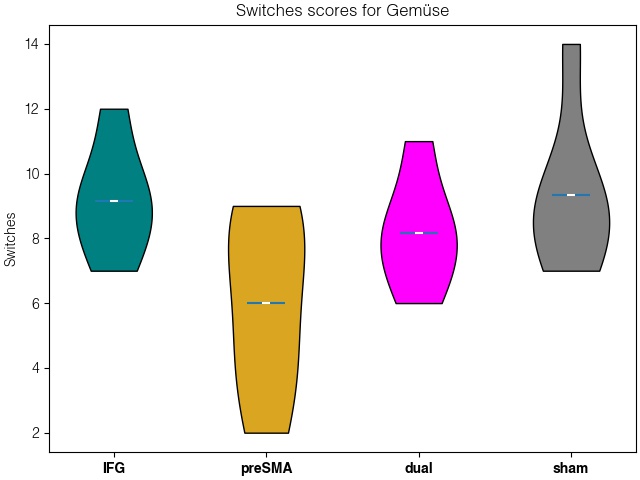 Switches scores for Gemüse
14
12
10
8
6
4
2
Switches
IFG
preSMA
dual
sham